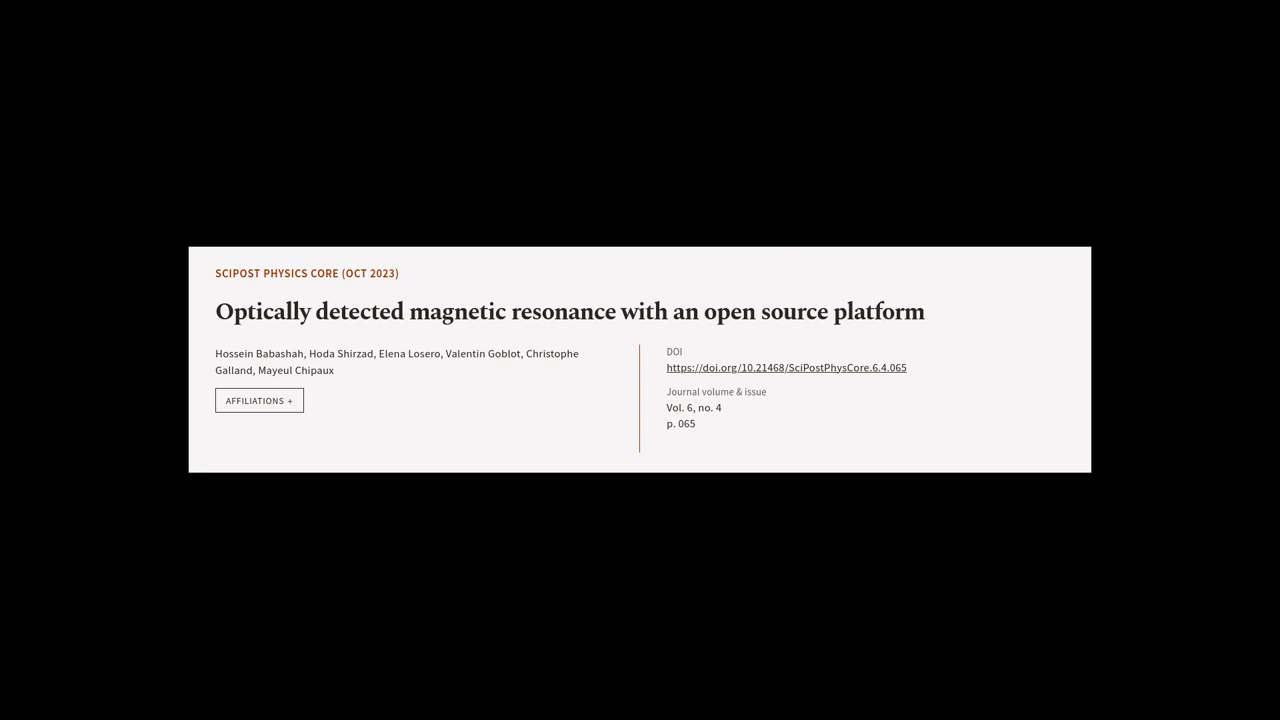 SCIPOST PHYSICS CORE (OCT 2023)
Optically detected magnetic resonance with an open source platform
Hossein Babashah, Hoda Shirzad, Elena Losero, Valentin Goblot, Christophe
Galland, Mayeul Chipaux
AFFILIATIONS +
DOI
https://doi.org/10.21468/SciPostPhysCore.6.4.065
Journal volume & issue
Vol. 6, no. 4
p. 065